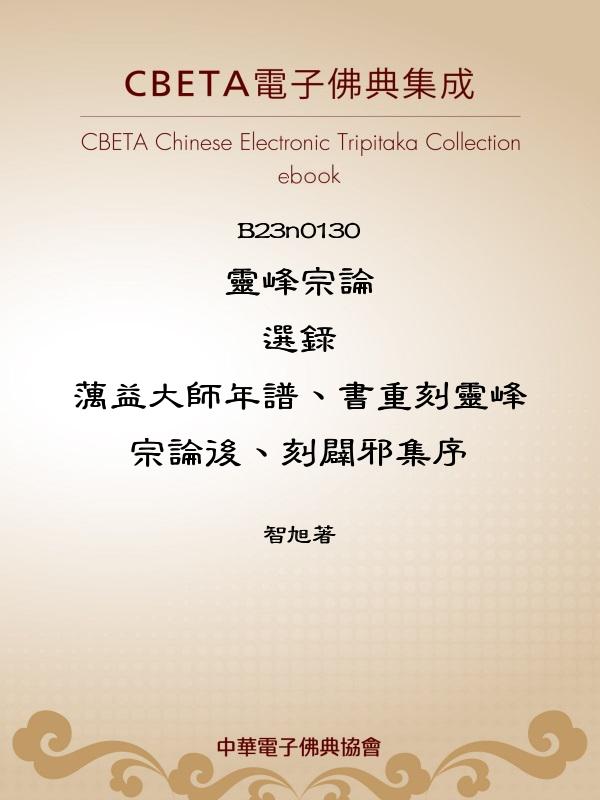 CBETA電子佛典集成
CBETA Chinese Electronic Tripitaka Collection
ebook
B23n0130
靈峰宗論
選錄
蕅益大師年譜、書重刻靈峰
宗論後、刻闢邪集序
智旭著
中華電子佛典協會